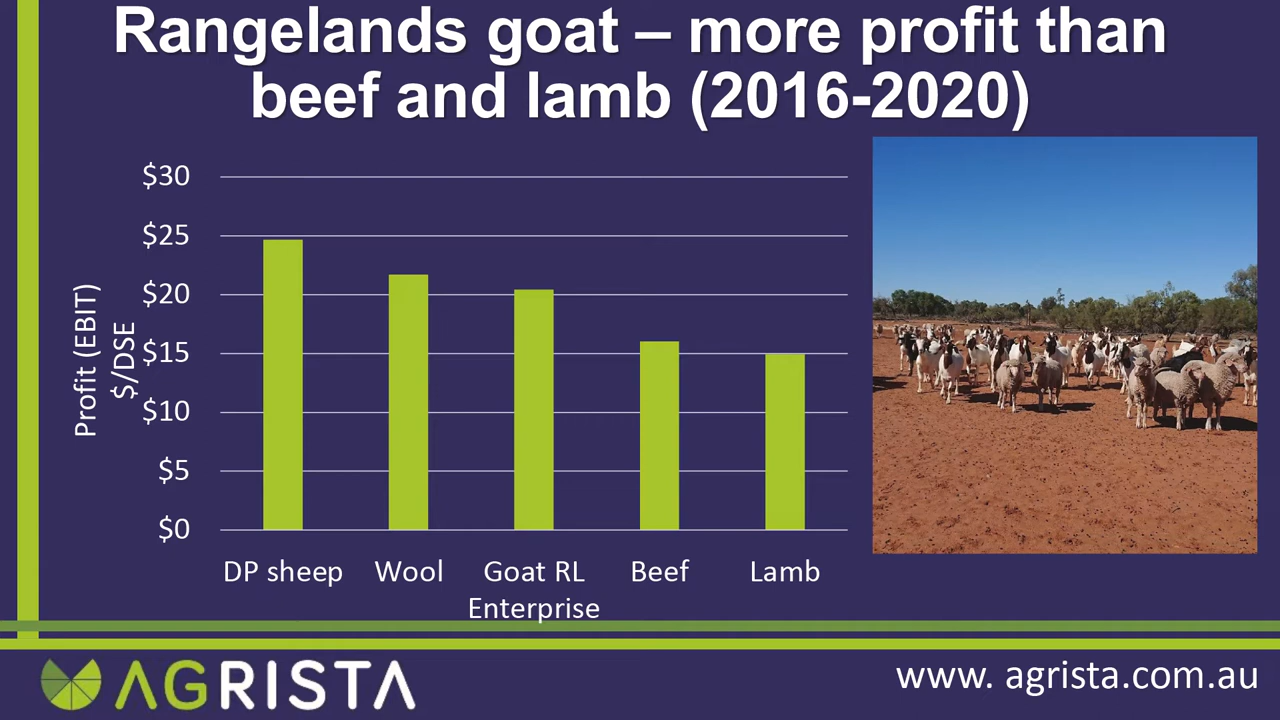 Rangelands goat – more profit than
beef and lamb (2016-2020)
Profit (EBIT)
$/DSE
$30
$25
$20
$15
$10
$5
$0
DP sheep
Wool
Goat RL
Enterprise
Beef
Lamb
AGRISTA
www. agrista.com.au